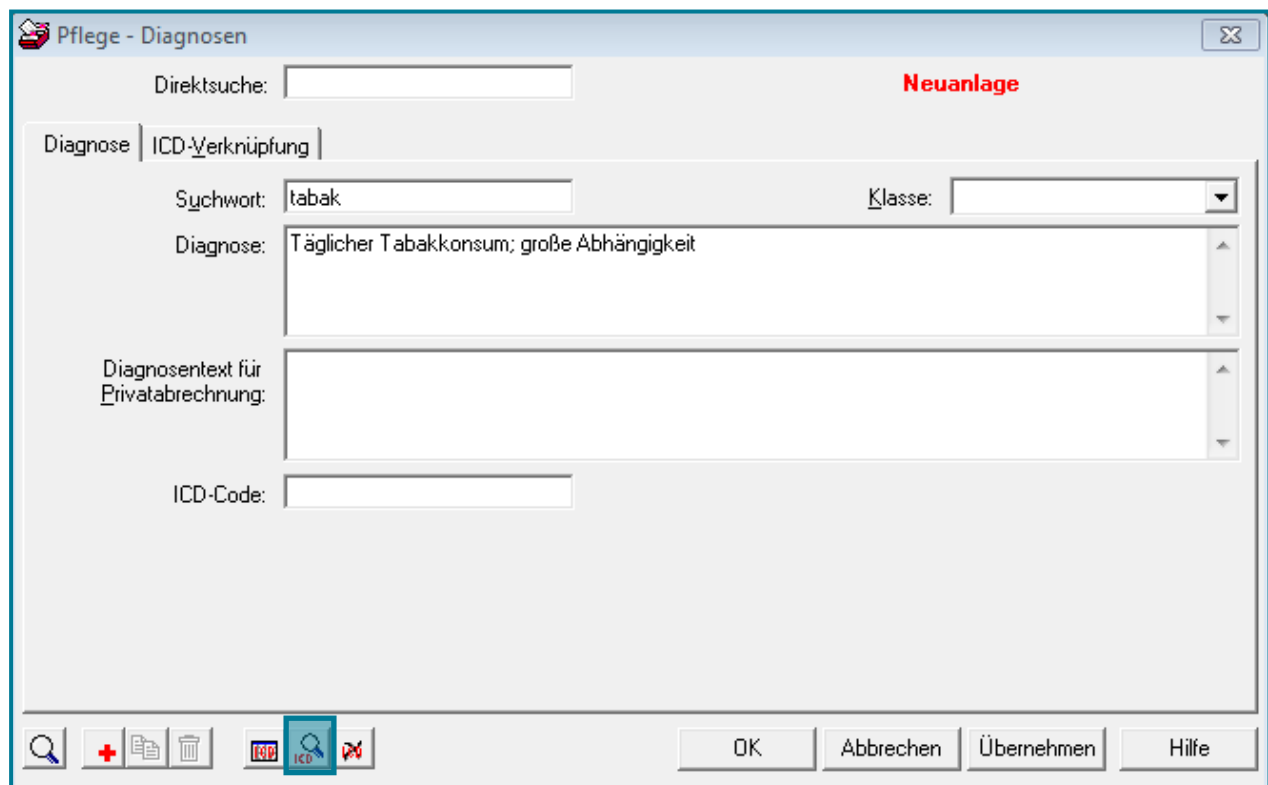 Pflege - Diagnosen
Direktsuche:
Neuanlage
Diagnose
ICD-Verknüpfung
Suchwort: tabak
Klasse:
Diagnose: Täglicher Tabakkonsum; große Abhängigkeit
Diagnosentext für
Privatabrechnung:
ICD-Code:
ICD
OK
Abbrechen
Übernehmen
Hilfe